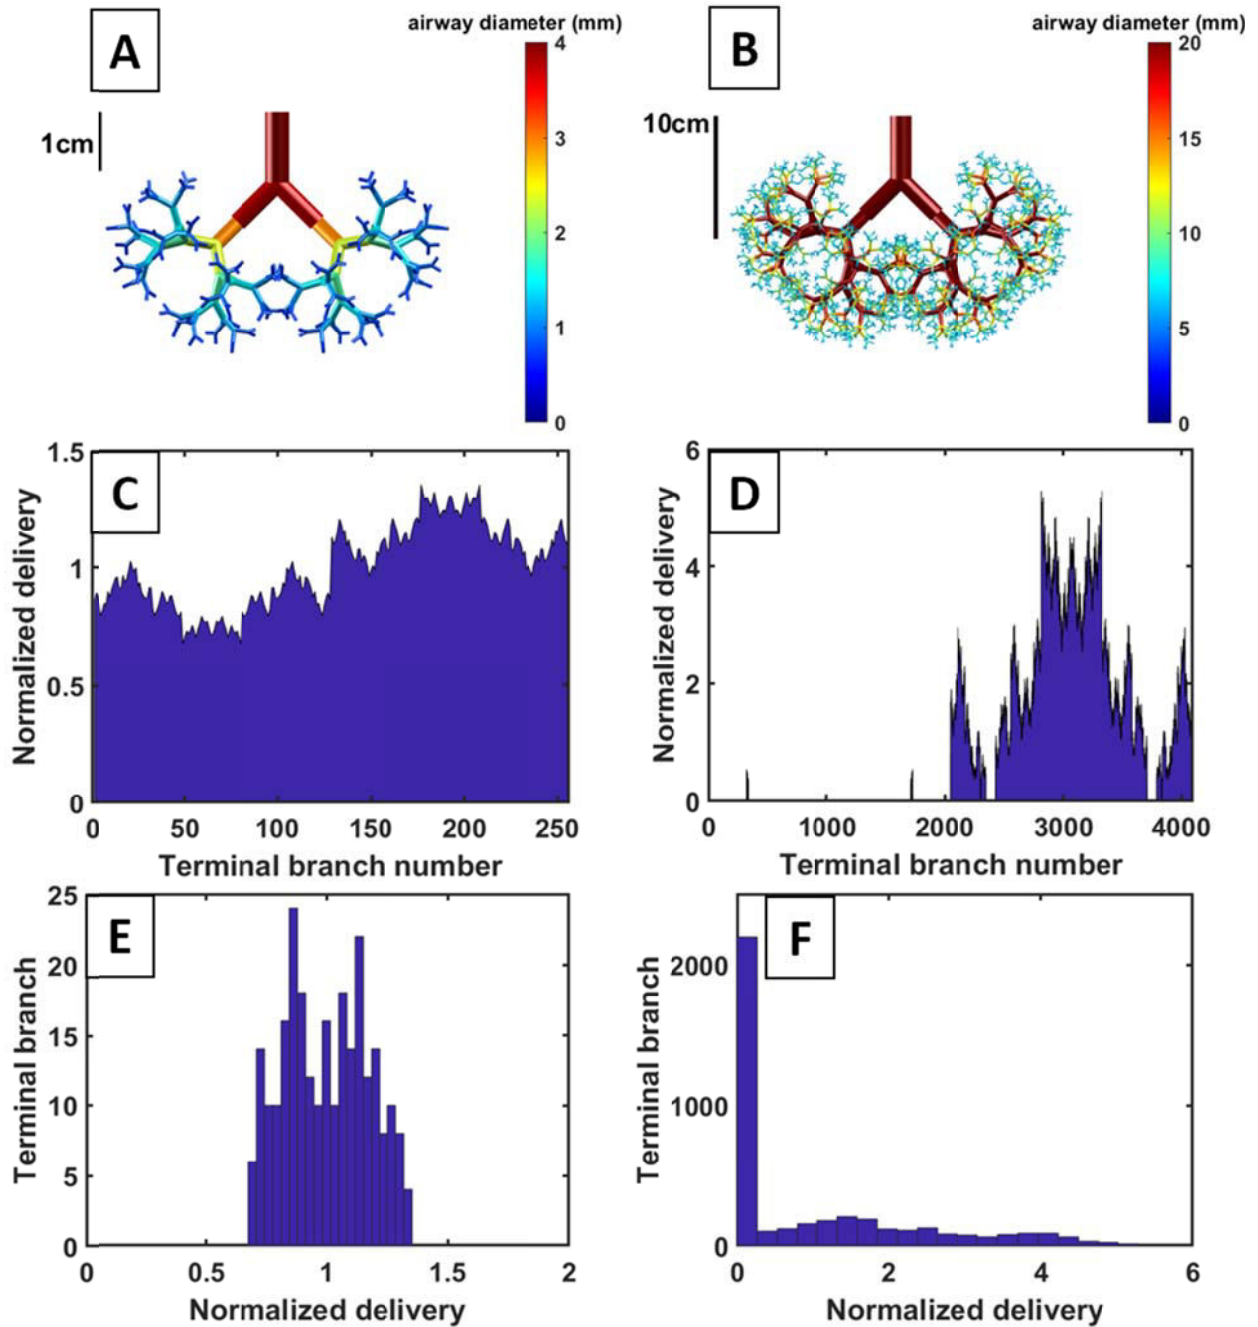 A
airway diameter (mm)
4
3
2
1
0
1cm
B
airway diameter (mm)
20
15
10
5
0
10cm
C
Normalized delivery
1.5
1
0.5
0
0 50 100 150 200 250
Terminal branch number
D
Normalized delivery
6
4
2
0
0 1000 2000 3000 4000
Terminal branch number
E
Terminal branch
25
20
15
10
5
0
0 0.5 1 1.5 2
Normalized delivery
F
Terminal branch
2000
1000
0
0 2 4 6
Normalized delivery